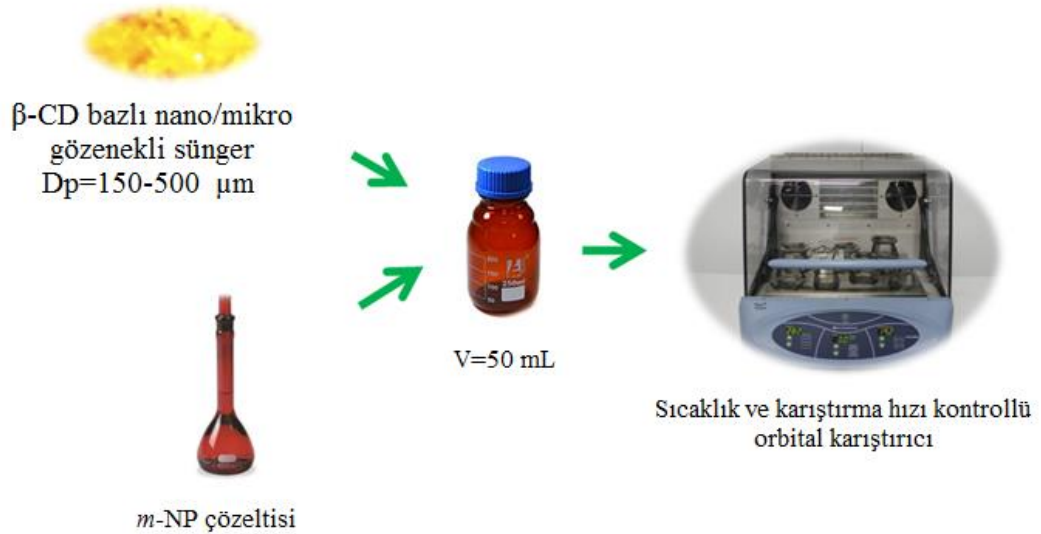 β-CD bazlı nano/mikro
gözenekli sünger
Dp=150-500 µm
250ml
V=50 mL
Sıcaklık ve karıştırma hızı kontrollü
orbital karıştırıcı
m-NP çözeltisi